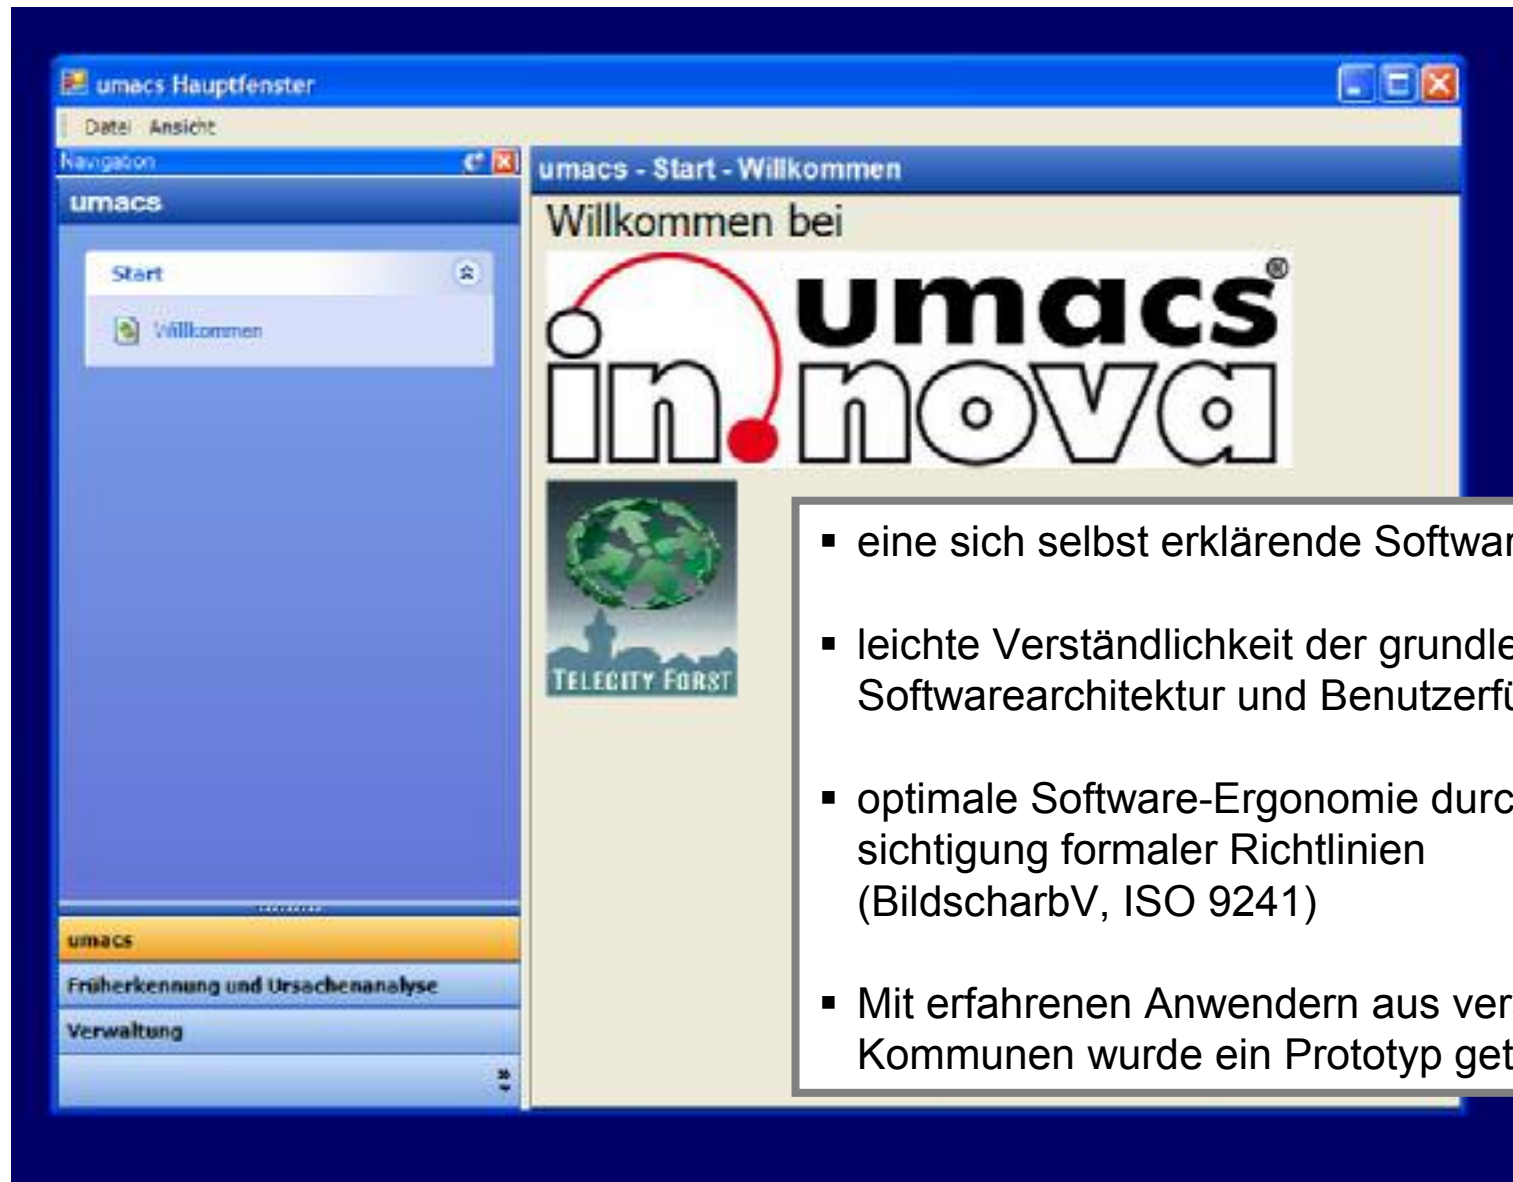 umacs Hauptfenster
Datei Ansicht
Navigation
umacs
Start
Willkommen
umacs
Früherkennung und Ursachenanalyse
Verwaltung
umacs - Start - Willkommen
Willkommen bei
umacs®
in.nova
TELECITY FORST
▪ eine sich selbst erklärende Softwar
▪ leichte Verständlichkeit der grundle
Softwarearchitektur und Benutzerfü
▪ optimale Software-Ergonomie durc
sichtigung formaler Richtlinien
(BildscharbV, ISO 9241)
▪ Mit erfahrenen Anwendern aus ver
Kommunen wurde ein Prototyp get